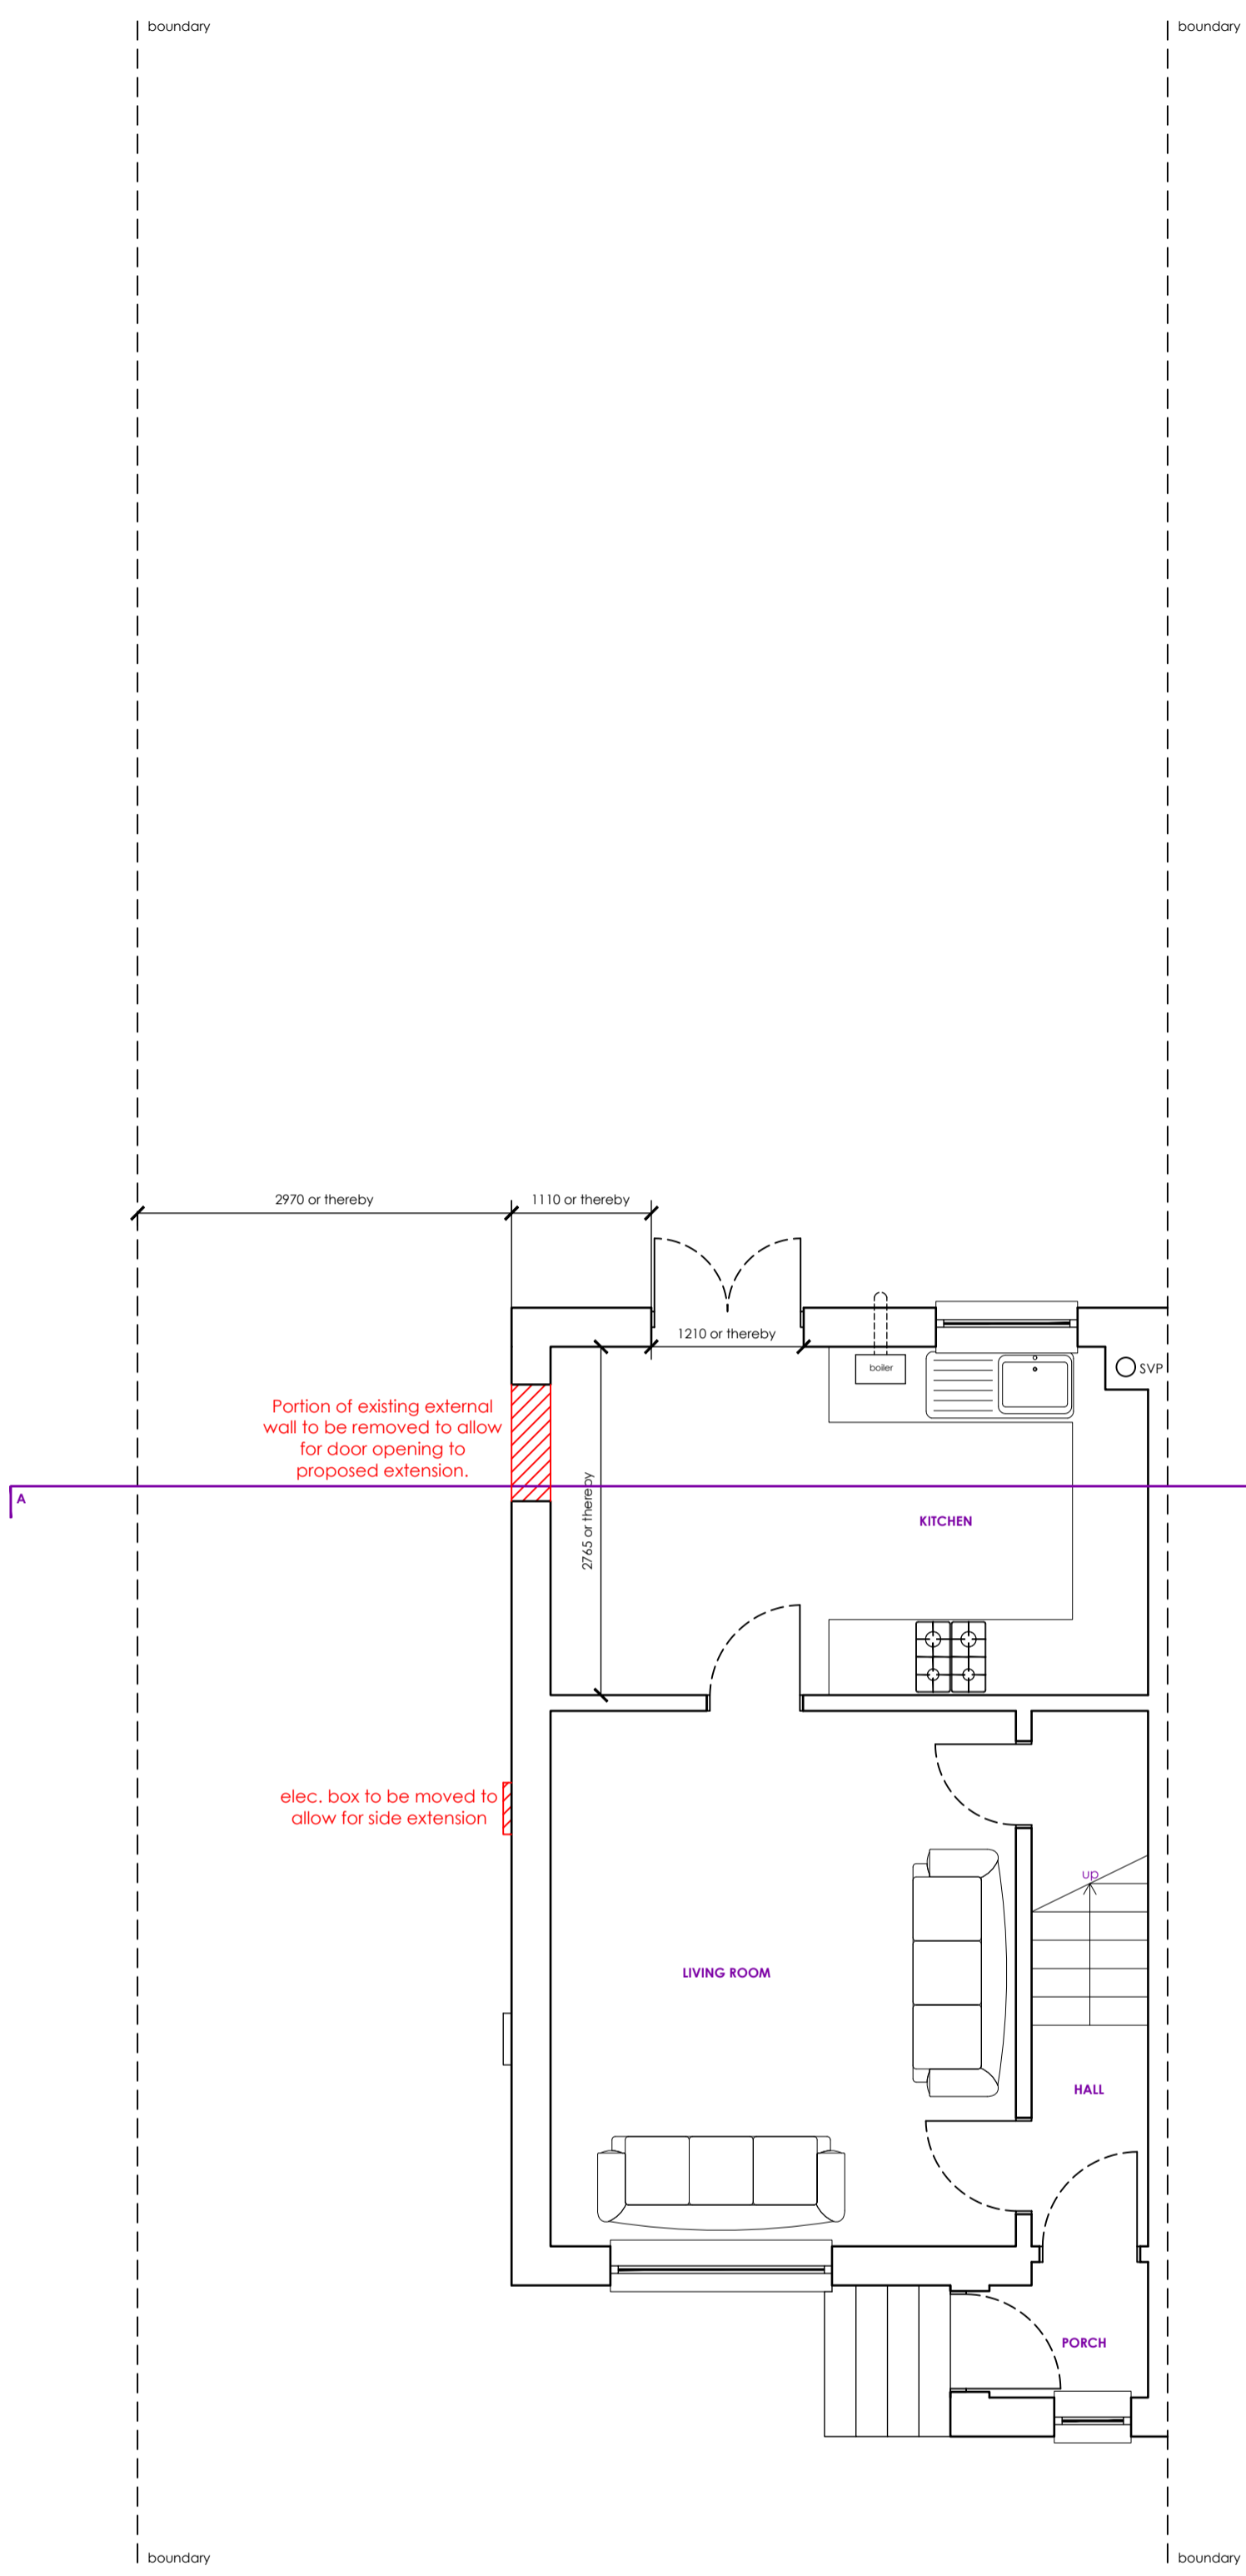 boundary
boundary
2970 or thereby
1110 or thereby
1210 or thereby
boiler
SVP
Portion of existing external
wall to be removed to allow
for door opening to
proposed extension.
A
2765 or thereby
KITCHEN
elec. box to be moved to
allow for side extension
up
LIVING ROOM
HALL
PORCH
boundary
boundary